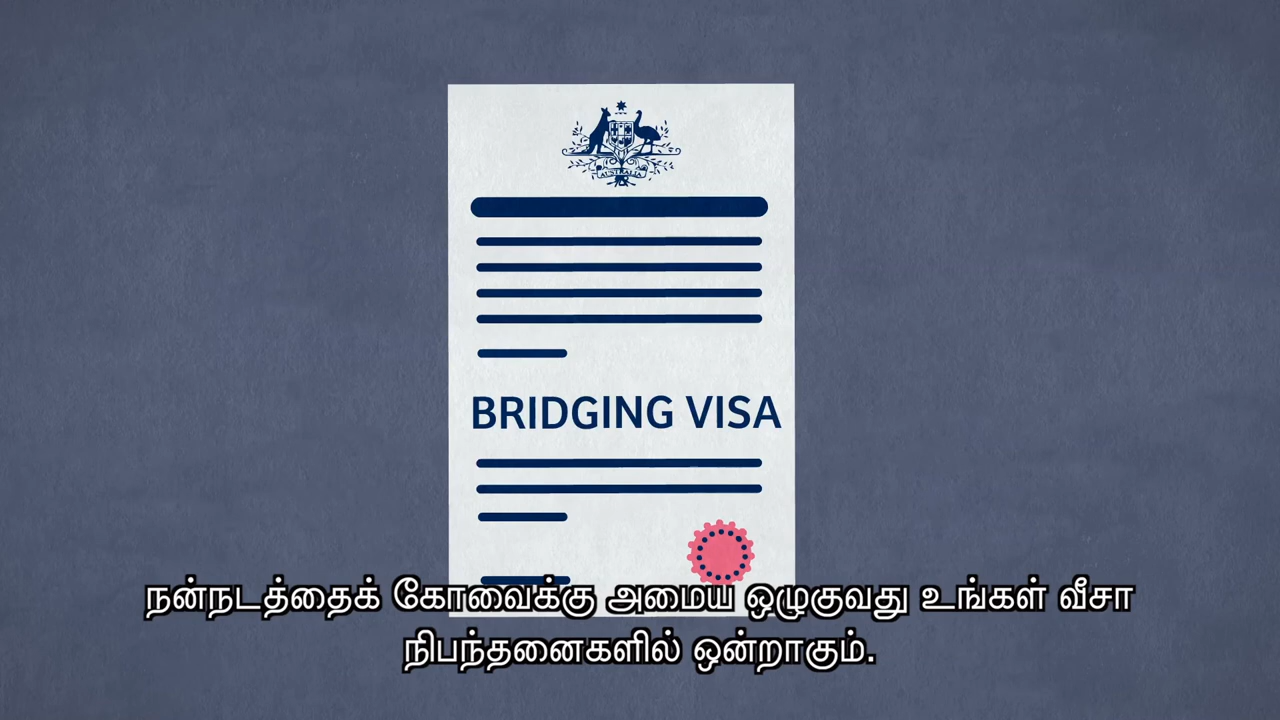 AUSTRALIA
BRIDGING VISA
நன்நடத்தைக் கோவைக்கு அமைய ஒழுகுவது உங்கள் வீசா
நிபந்தனைகளில் ஒன்றாகும்.